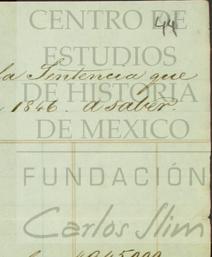 44
CENTRO DE
ESTUDIOS
la Sentencia que
DE HISTORIA
1846. a saber.
DE MEXICO
FUNDACIÓN
Carlos Slim